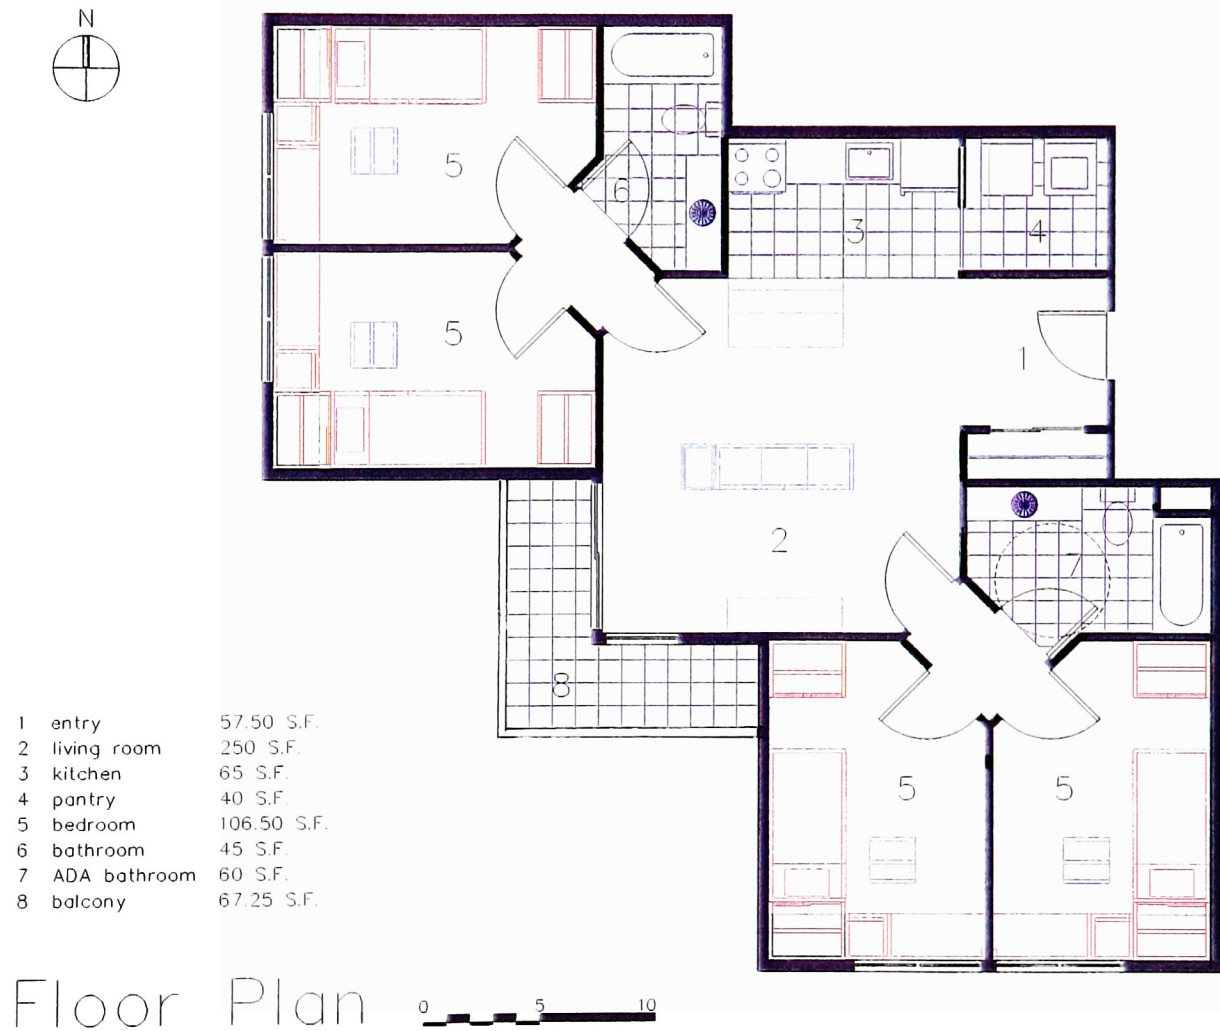 N
5
6
3
4
5
1
2
7
8
5
5
1 entry 57.50 S.F.
2 living room 250 S.F.
3 kitchen 65 S.F.
4 pantry 40 S.F.
5 bedroom 106.50 S.F.
6 bathroom 45 S.F.
7 ADA bathroom 60 S.F.
8 balcony 67.25 S.F.
Floor Plan
0 5 10